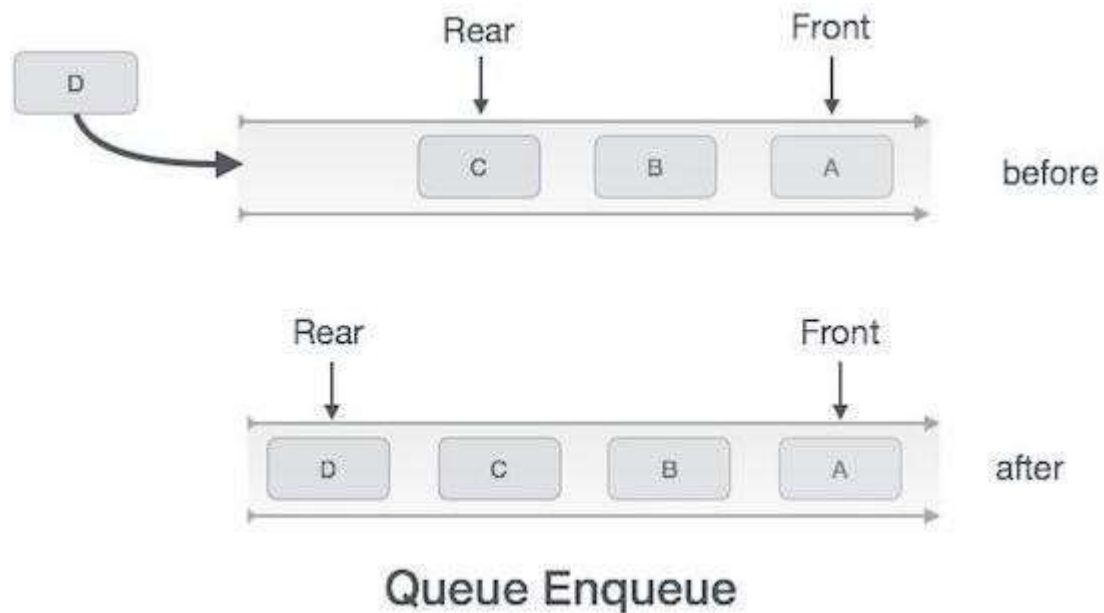 Rear Front
D
C B A
before
Rear Front
D C B A
after
Queue Enqueue